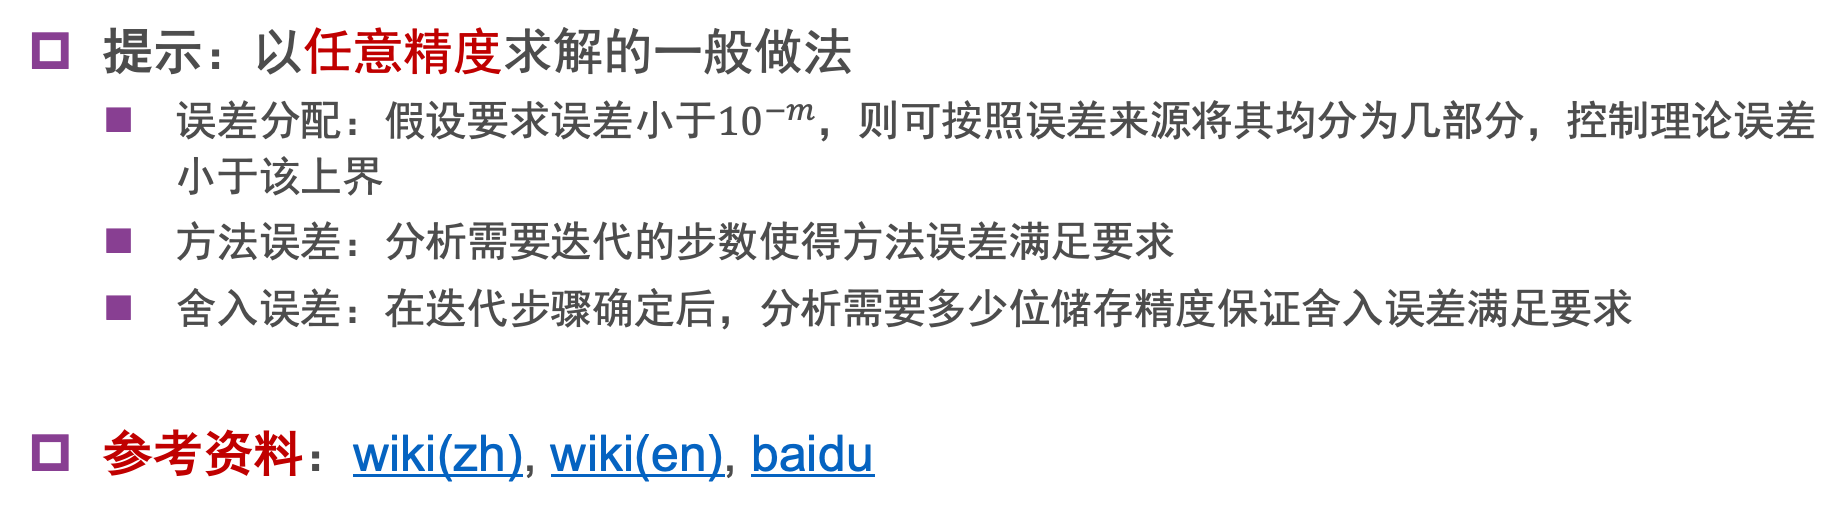 提示：以任意精度求解的一般做法
误差分配：假设要求误差小于10⁻ᵐ，则可按照误差来源将其均分为几部分，控制理论误差
小于该上界
方法误差：分析需要迭代的步数使得方法误差满足要求
舍入误差：在迭代步骤确定后，分析需要多少位储存精度保证舍入误差满足要求
参考资料：wiki(zh), wiki(en), baidu